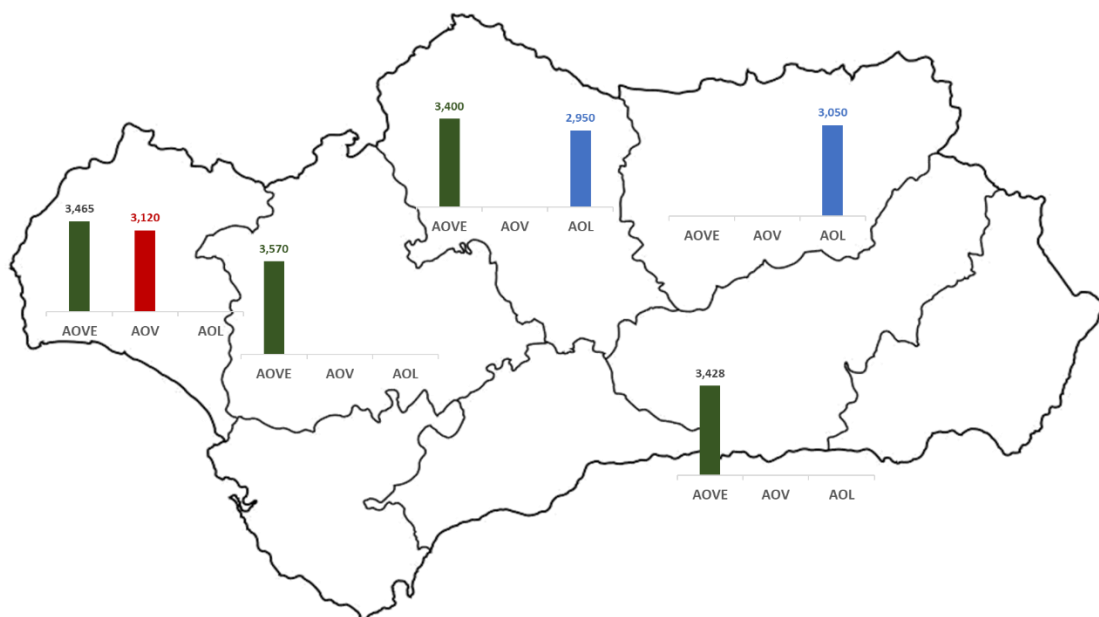 3,400
2,950
AOVE AOV AOL
3,050
AOVE AOV AOL
3,465
3,120
AOVE AOV AOL
3,570
AOVE AOV AOL
3,428
AOVE AOV AOL